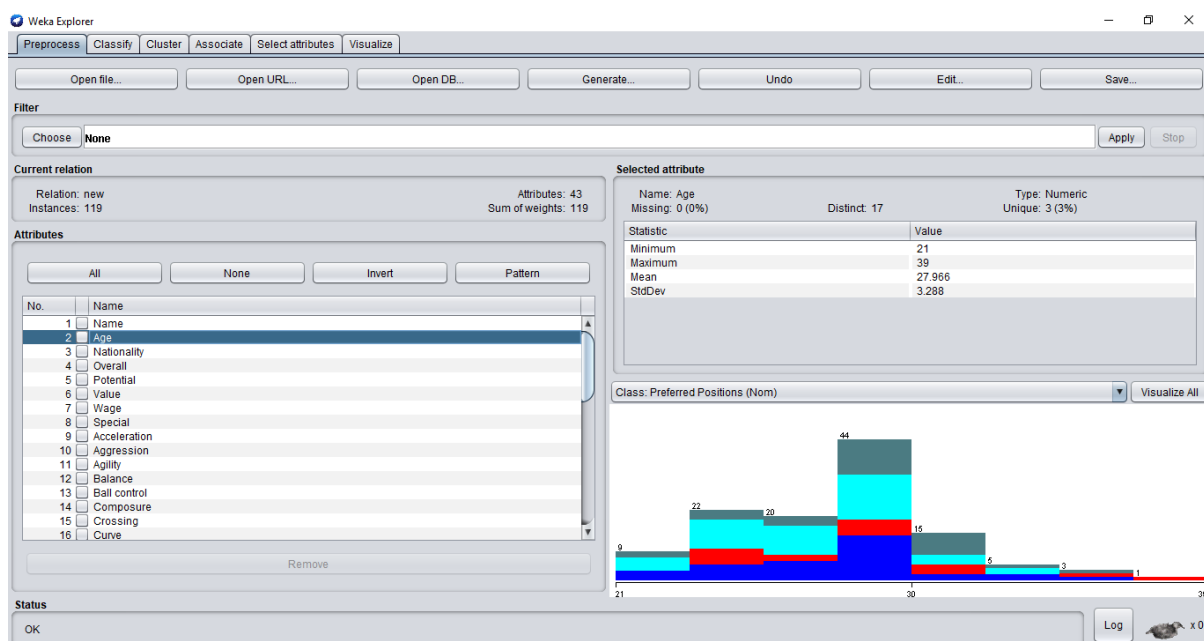 Weka Explorer
Preprocess Classify Cluster Associate Select attributes Visualize
Open file... Open URL... Open DB... Generate... Undo Edit... Save...
Filter
Choose None Apply Stop
Current relation
Relation: new Attributes: 43
Instances: 119 Sum of weights: 119
Attributes
All None Invert Pattern
No. Name
1 Name
2 Age
3 Nationality
4 Overall
5 Potential
6 Value
7 Wage
8 Special
9 Acceleration
10 Aggression
11 Agility
12 Balance
13 Ball control
14 Composure
15 Crossing
16 Curve
Remove
Selected attribute
Name: Age Type: Numeric
Missing: 0 (0%) Distinct: 17 Unique: 3 (3%)
Statistic Value
Minimum 21
Maximum 39
Mean 27.966
StdDev 3.288
Class: Preferred Positions (Nom) Visualize All
9 22 20 44 15 5 3 1
21 30
Status
OK Log x 0